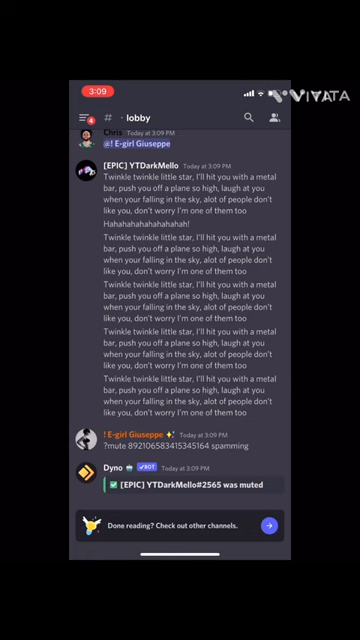 3:09
VIVATA
4
# · lobby
Chris Today at 3:09 PM
@! E-girl Giuseppe
[EPIC] YTDarkMello Today at 3:09 PM
Twinkle twinkle little star, I'll hit you with a metal
bar, push you off a plane so high, laugh at you
when your falling in the sky, alot of people don't
like you, don't worry I'm one of them too
Hahahahahahahahahah!
Twinkle twinkle little star, I'll hit you with a metal
bar, push you off a plane so high, laugh at you
when your falling in the sky, alot of people don't
like you, don't worry I'm one of them too
Twinkle twinkle little star, I'll hit you with a metal
bar, push you off a plane so high, laugh at you
when your falling in the sky, alot of people don't
like you, don't worry I'm one of them too
Twinkle twinkle little star, I'll hit you with a metal
bar, push you off a plane so high, laugh at you
when your falling in the sky, alot of people don't
like you, don't worry I'm one of them too
Twinkle twinkle little star, I'll hit you with a metal
bar, push you off a plane so high, laugh at you
when your falling in the sky, alot of people don't
like you, don't worry I'm one of them too
! E-girl Giuseppe Today at 3:09 PM
?mute 892106583415345164 spamming
Dyno BOT Today at 3:09 PM
[EPIC] YTDarkMello#2565 was muted
Done reading? Check out other channels.